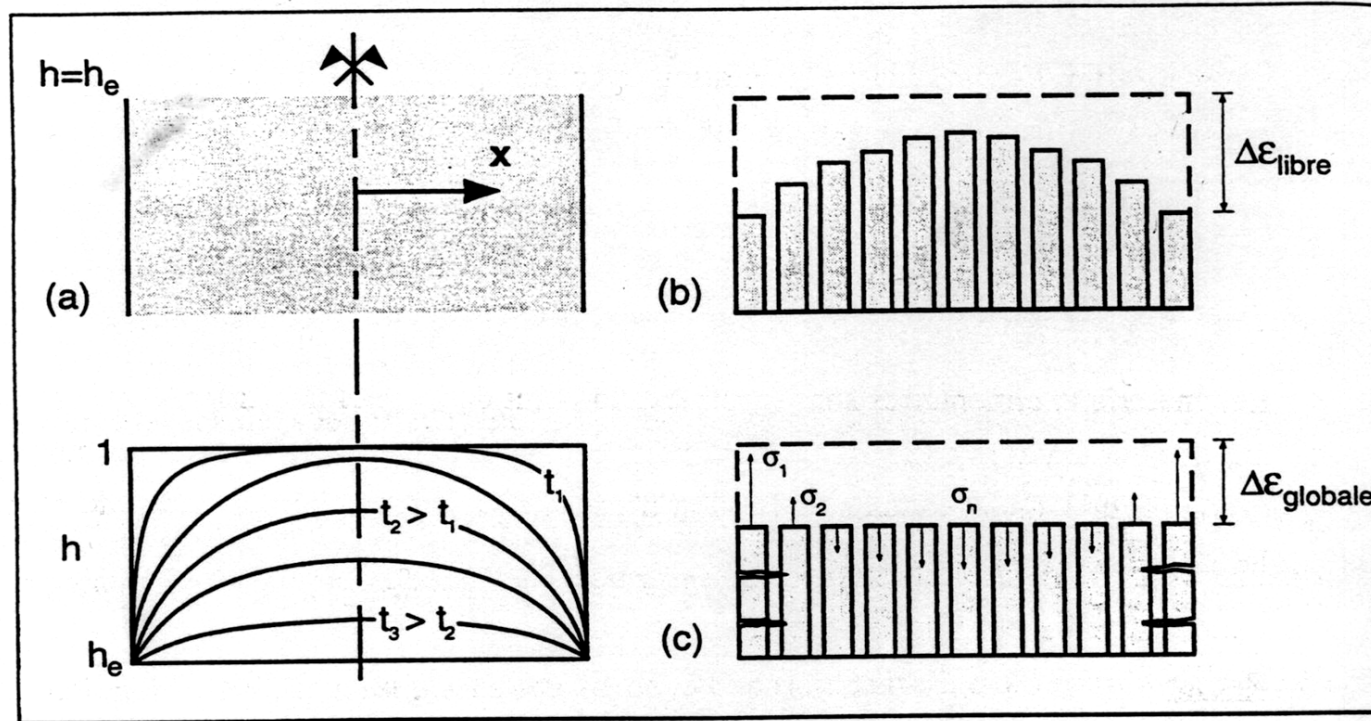 h=hₑ
x
(a)
1
t₁
t₂ > t₁
h
t₃ > t₂
hₑ
(b)
Δεlibre
σ₁
σ₂
σₙ
Δεglobale
(c)